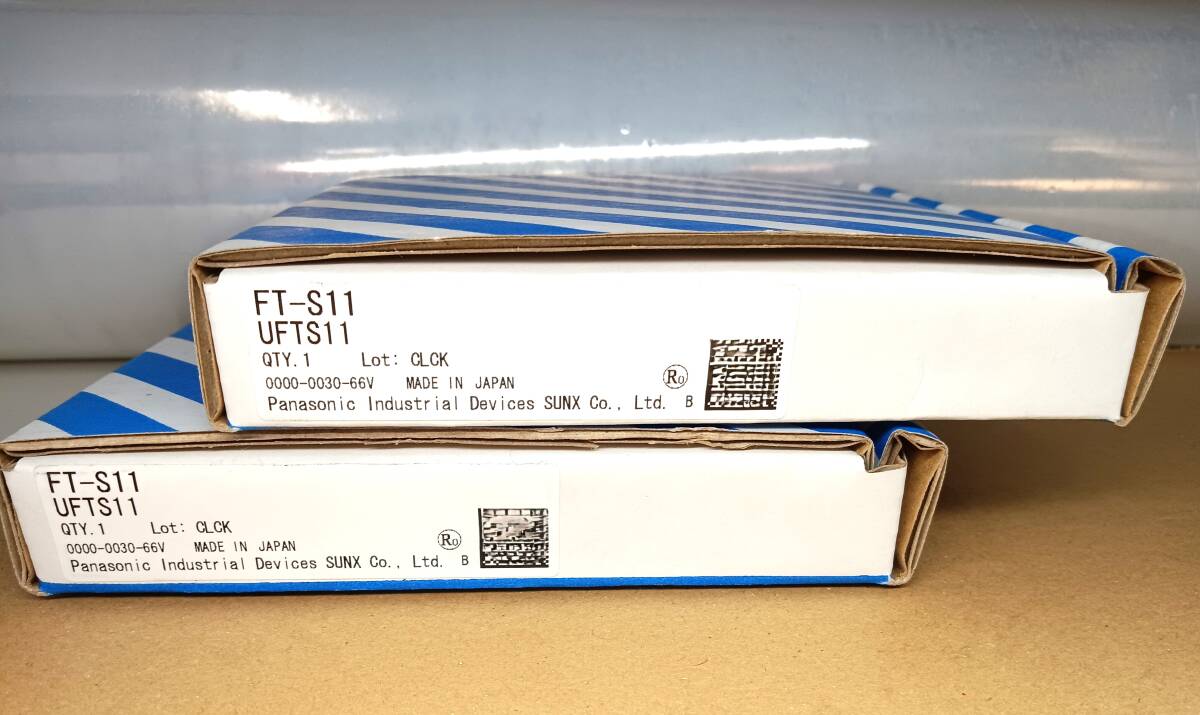 FT-S11
UFTS11
QTY. 1 Lot: CLCK
0000-0030-66V MADE IN JAPAN Ro
Panasonic Industrial Devices SUNX Co., Ltd. B
FT-S11
UFTS11
QTY. 1 Lot: CLCK
0000-0030-66V MADE IN JAPAN Ro
Panasonic Industrial Devices SUNX Co., Ltd. B